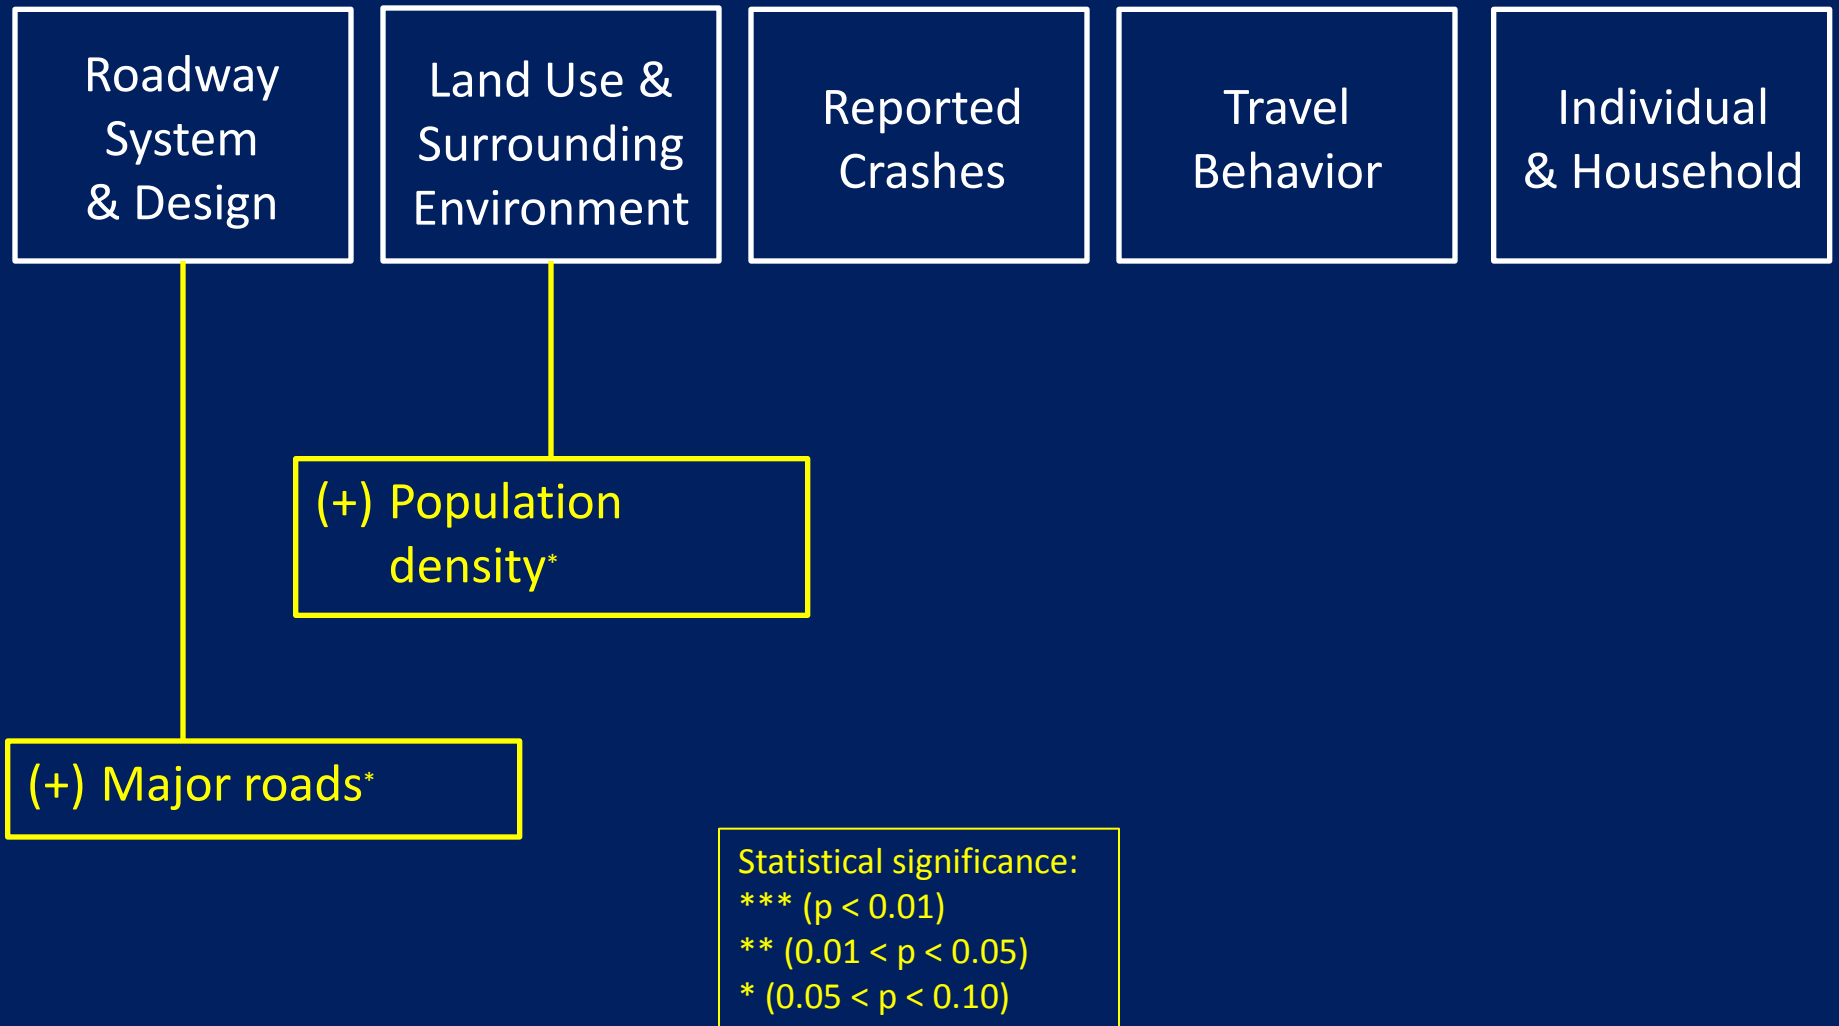 Roadway
System
& Design
Land Use &
Surrounding
Environment
Reported
Crashes
Travel
Behavior
Individual
& Household
(+) Population
density*
(+) Major roads*
Statistical significance:
*** (p < 0.01)
** (0.01 < p < 0.05)
* (0.05 < p < 0.10)